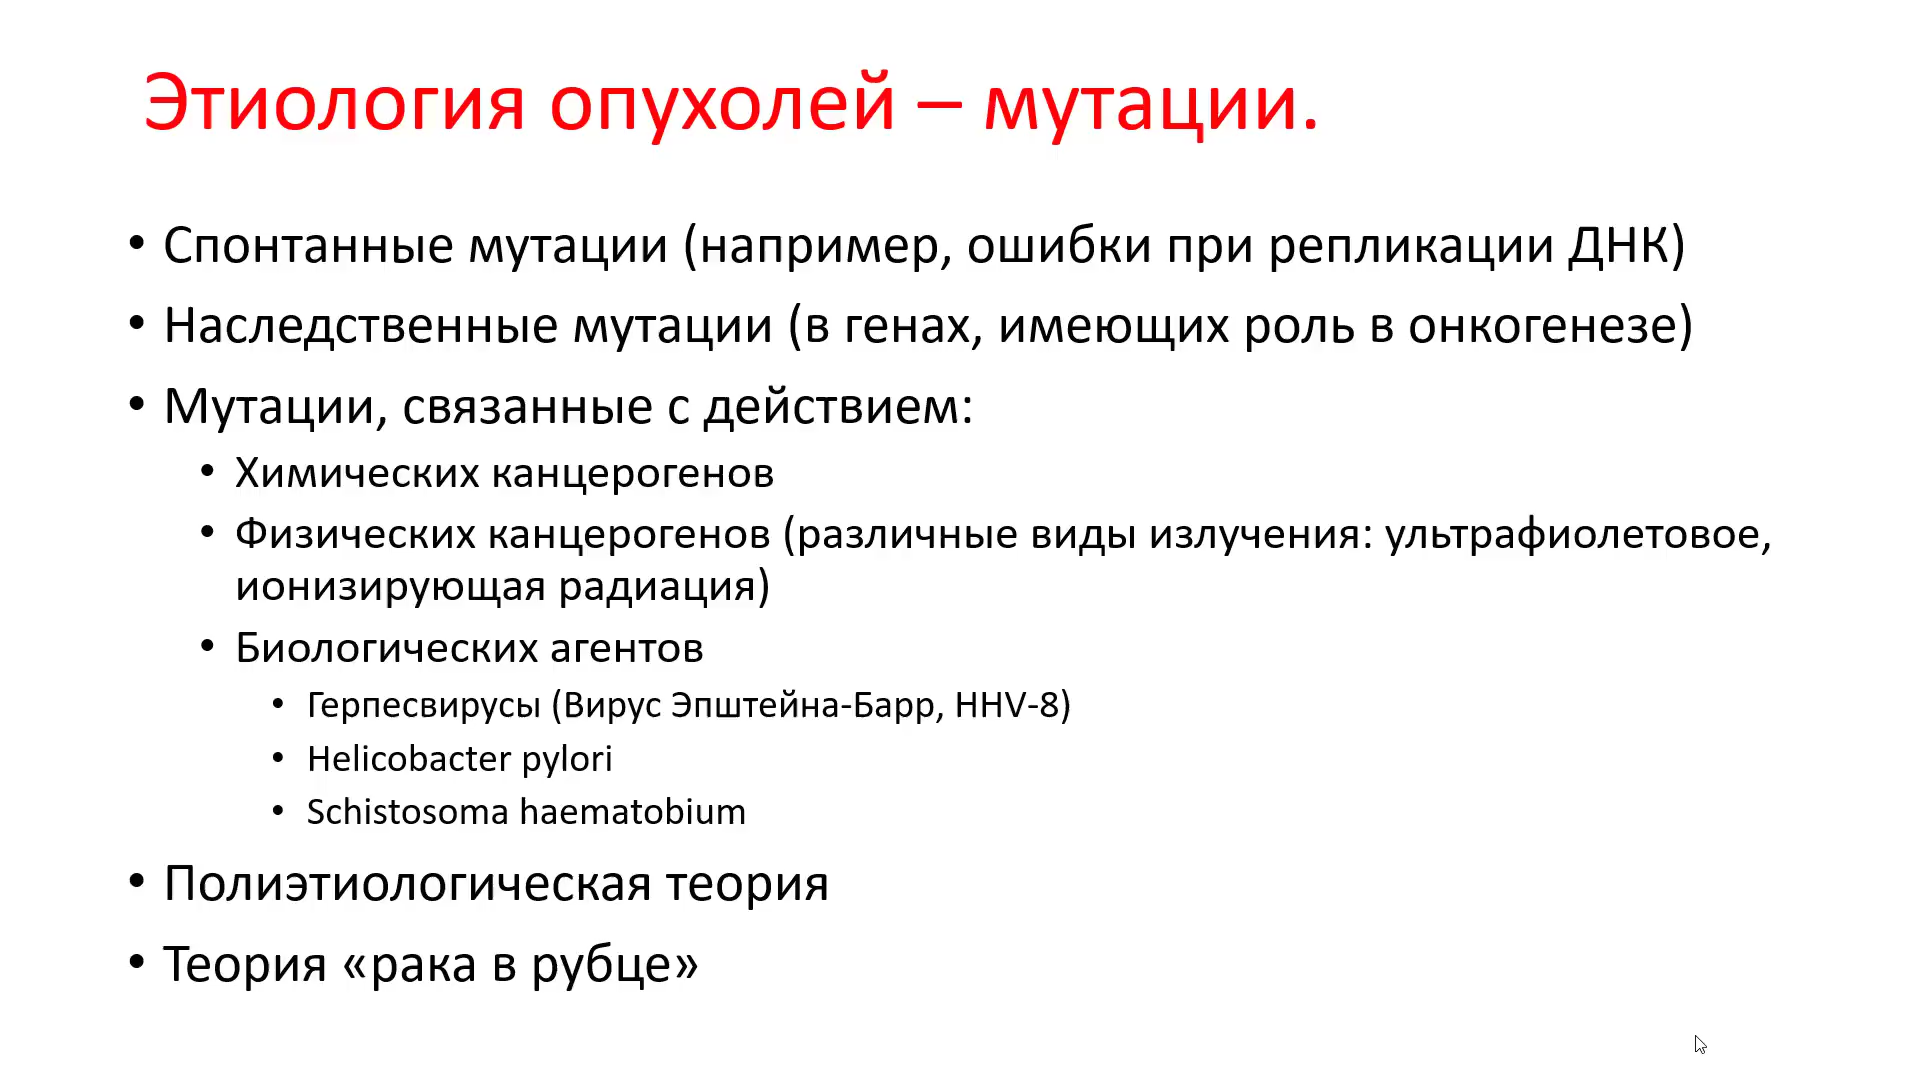 Этиология опухолей – мутации.
• Спонтанные мутации (например, ошибки при репликации ДНК)
• Наследственные мутации (в генах, имеющих роль в онкогенезе)
• Мутации, связанные с действием:
• Химических канцерогенов
• Физических канцерогенов (различные виды излучения: ультрафиолетовое,
ионизирующая радиация)
• Биологических агентов
• Герпесвирусы (Вирус Эпштейна-Барр, HHV-8)
• Helicobacter pylori
• Schistosoma haematobium
• Полиэтиологическая теория
• Теория «рака в рубце»